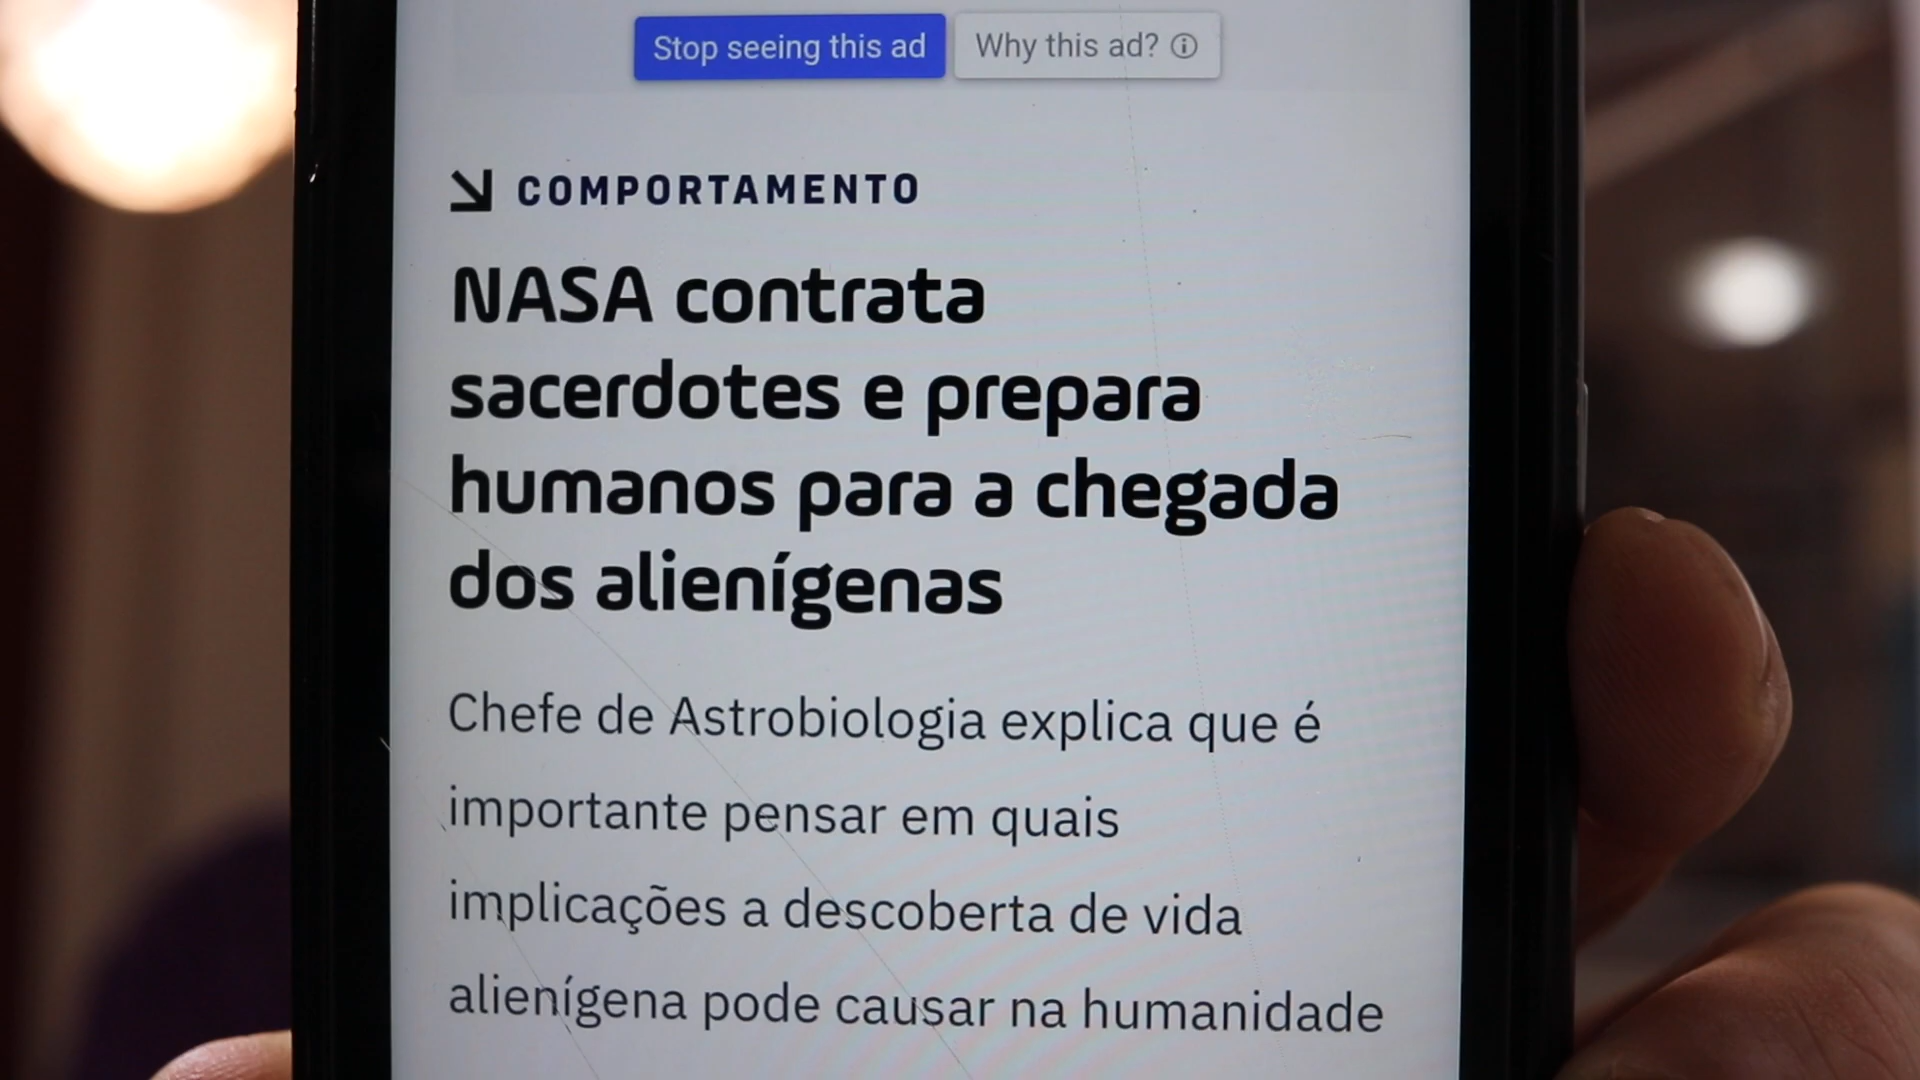 Stop seeing this ad Why this ad?
COMPORTAMENTO
NASA contrata
sacerdotes e prepara
humanos para a chegada
dos alienígenas
Chefe de Astrobiologia explica que é
importante pensar em quais
implicações a descoberta de vida
alienígena pode causar na humanidade